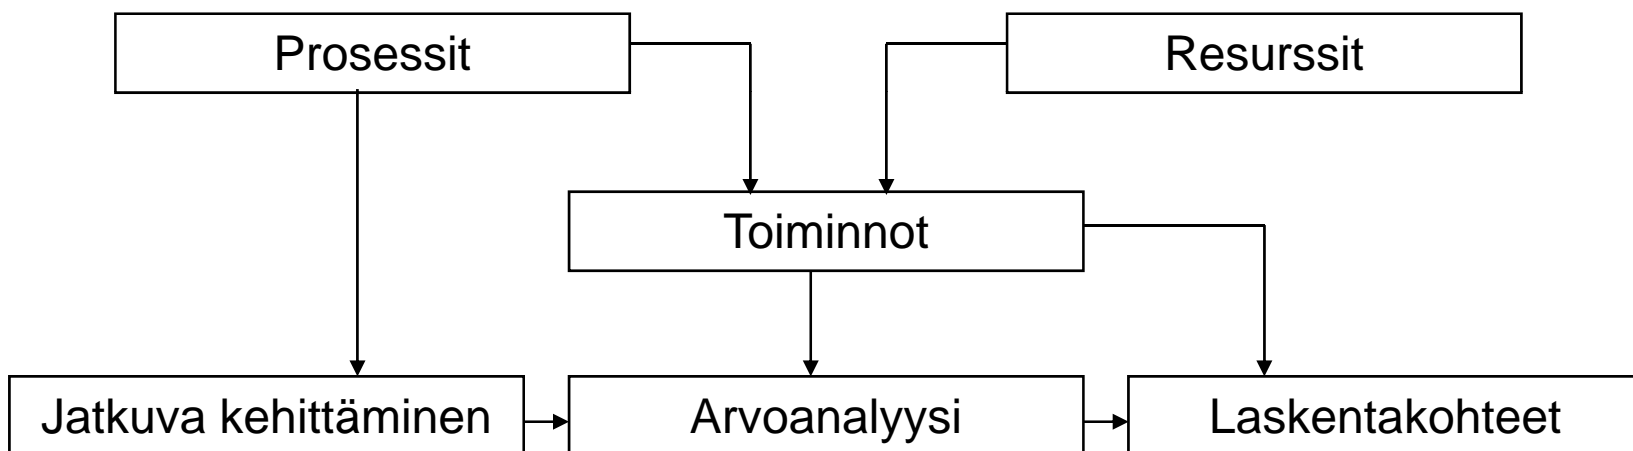 Prosessit
Resurssit
Toiminnot
Jatkuva kehittäminen
Arvoanalyysi
Laskentakohteet